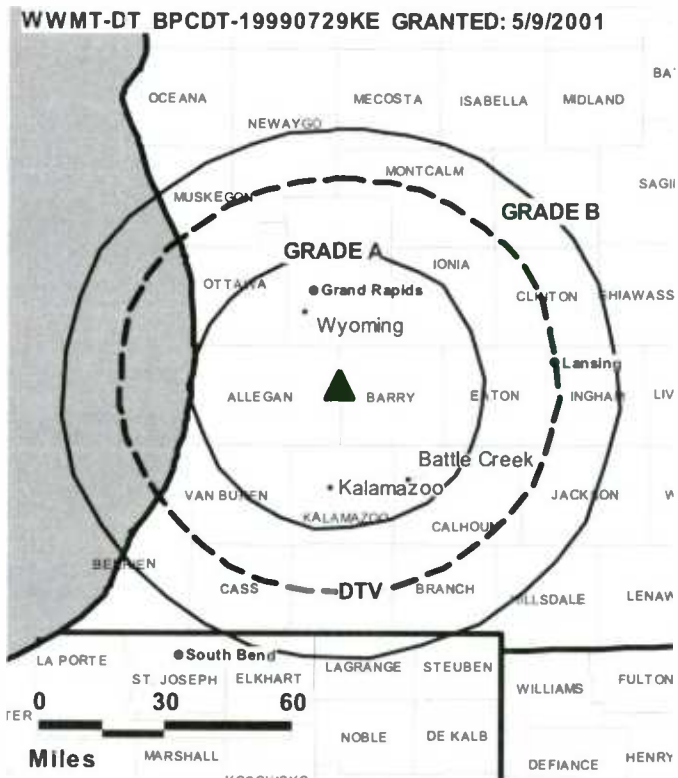 WWMT-DT BPCDT-19990729KE GRANTED: 5/9/2001
OCEANA
MECOSTA
ISABELLA
MIDLAND
NEWAYGO
MONTCALM
MUSKEGON
GRADE B
GRADE A
IONIA
OTTAWA
Grand Rapids
CLINTON
Wyoming
Lansing
ALLEGAN
BARRY
EATON
INGHAM
Battle Creek
VAN BUREN
Kalamazoo
JACKSON
KALAMAZOO
CALHOUN
BERRIEN
CASS
DTV
BRANCH
HILLSDALE
South Bend
LA PORTE
LAGRANGE
STEUBEN
ST. JOSEPH
ELKHART
WILLIAMS
FULTON
0 30 60
NOBLE
DE KALB
Miles
MARSHALL
DEFIANCE
HENRY